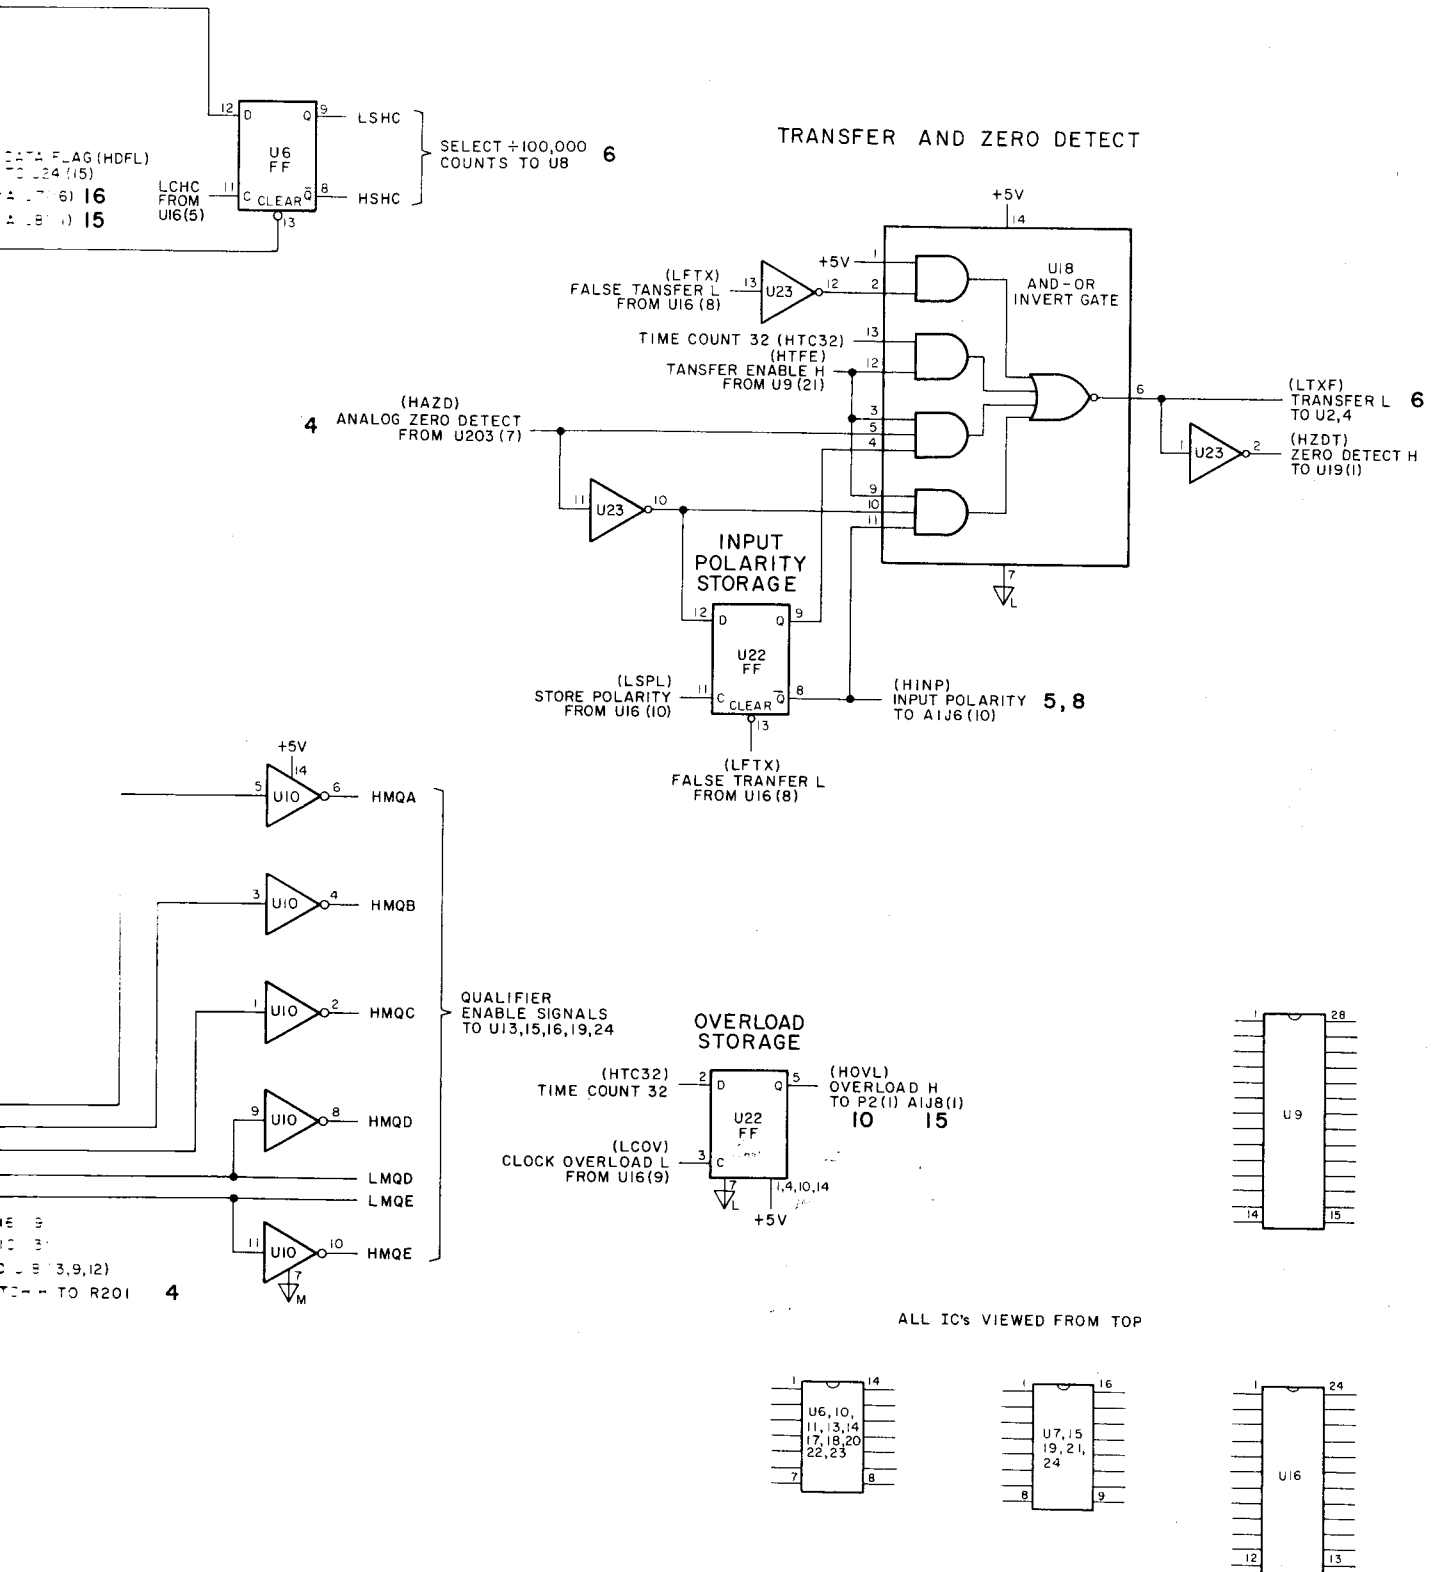 12
D
Q
9
LSHC
U6
FF
SELECT ÷100,000
COUNTS TO U8
6
FLAG (HDFL)
LCHC
FROM
U16(5)
11
C
CLEAR
Q̅
8
HSHC
13
16
15
TRANSFER AND ZERO DETECT
+5V
14
U18
AND-OR
INVERT GATE
+5V
1
(LFTX)
FALSE TANSFER L
FROM U16 (8)
13
U23
12
2
TIME COUNT 32 (HTC32)
13
(HTFE)
TANSFER ENABLE H
FROM U9 (21)
12
4
(HAZD)
ANALOG ZERO DETECT
FROM U203 (7)
3
5
4
6
(LTXF)
TRANSFER L
TO U2,4
6
1
U23
2
(HZDT)
ZERO DETECT H
TO U19(1)
11
U23
10
9
10
11
7
L
INPUT
POLARITY
STORAGE
12
D
Q
9
U22
FF
(LSPL)
STORE POLARITY
FROM U16 (10)
11
C
CLEAR
Q̅
8
13
(HINP)
INPUT POLARITY
TO A1J6 (10)
5, 8
(LFTX)
FALSE TRANFER L
FROM U16 (8)
+5V
14
5
U10
6
HMQA
3
U10
4
HMQB
1
U10
2
HMQC
QUALIFIER
ENABLE SIGNALS
TO U13,15,16,19,24
9
U10
8
HMQD
LMQD
LMQE
11
U10
10
HMQE
7
M
3,9,12)
TO R201
4
OVERLOAD
STORAGE
(HTC32)
TIME COUNT 32
2
D
Q
5
U22
FF
(HOVL)
OVERLOAD H
TO P2(1) A1J8(1)
10
15
(LCOV)
CLOCK OVERLOAD L
FROM U16(9)
3
C
7
L
1,4,10,14
+5V
1
28
U9
14
15
ALL IC's VIEWED FROM TOP
1
14
U6,10,
11,13,14
17,18,20
22,23
7
8
1
16
U7,15
19,21,
24
8
9
1
24
U16
12
13